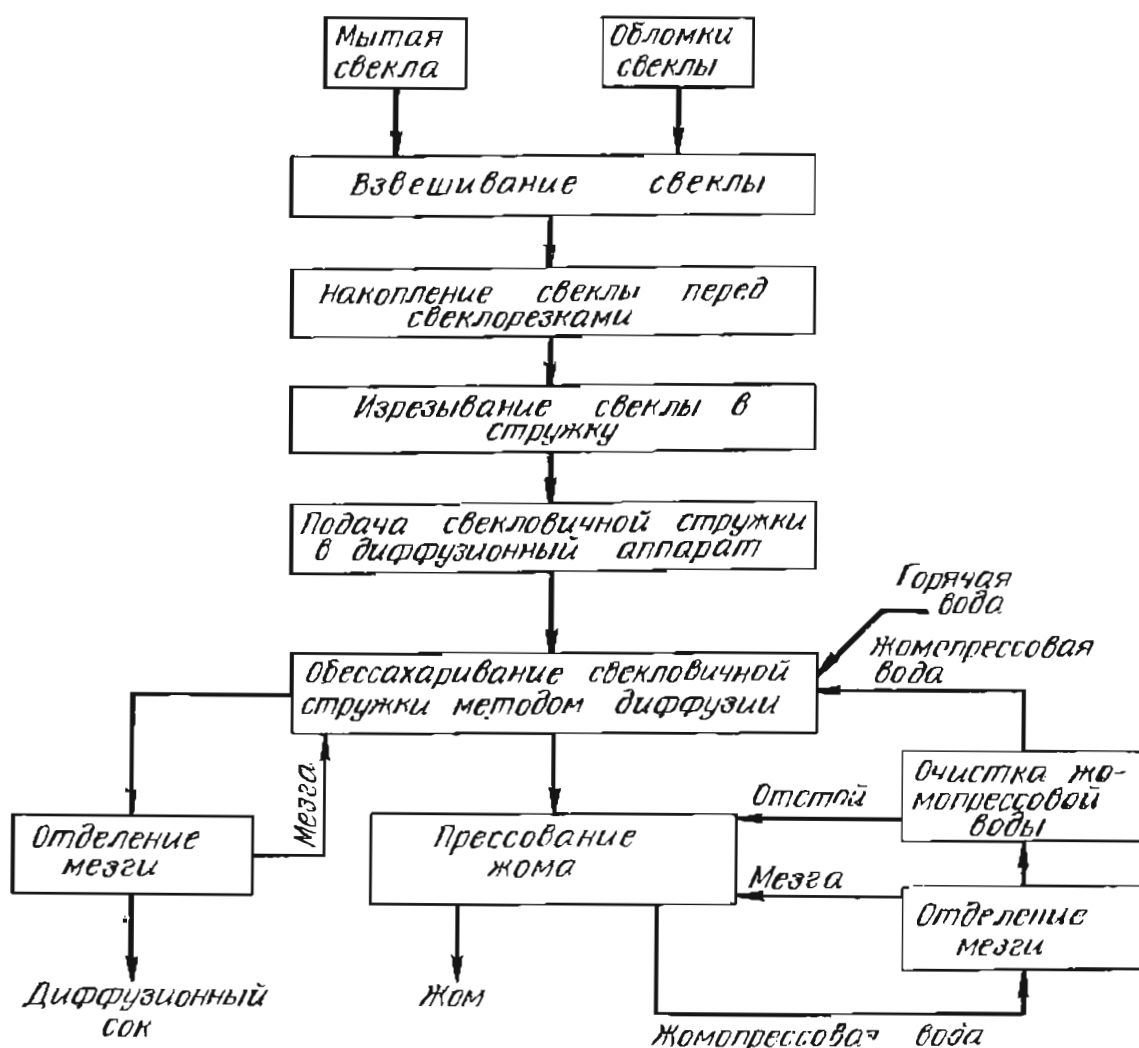 Мытая
свекла
Обломки
свеклы
Взвешивание свеклы
Накопление свеклы перед
свеклорезками
Изрезывание свеклы в
стружку
Подача свекловичной стружки
в диффузионный аппарат
Горячая
вода
Жомопрессовая
вода
Обессахаривание свекловичной
стружки методом диффузии
Мезга
Отделение
мезги
Прессование
жома
Отстой
Очистка жо-
мопрессовой
воды
Мезга
Отделение
мезги
Диффузионный
сок
Жом
Жомопрессовая вода